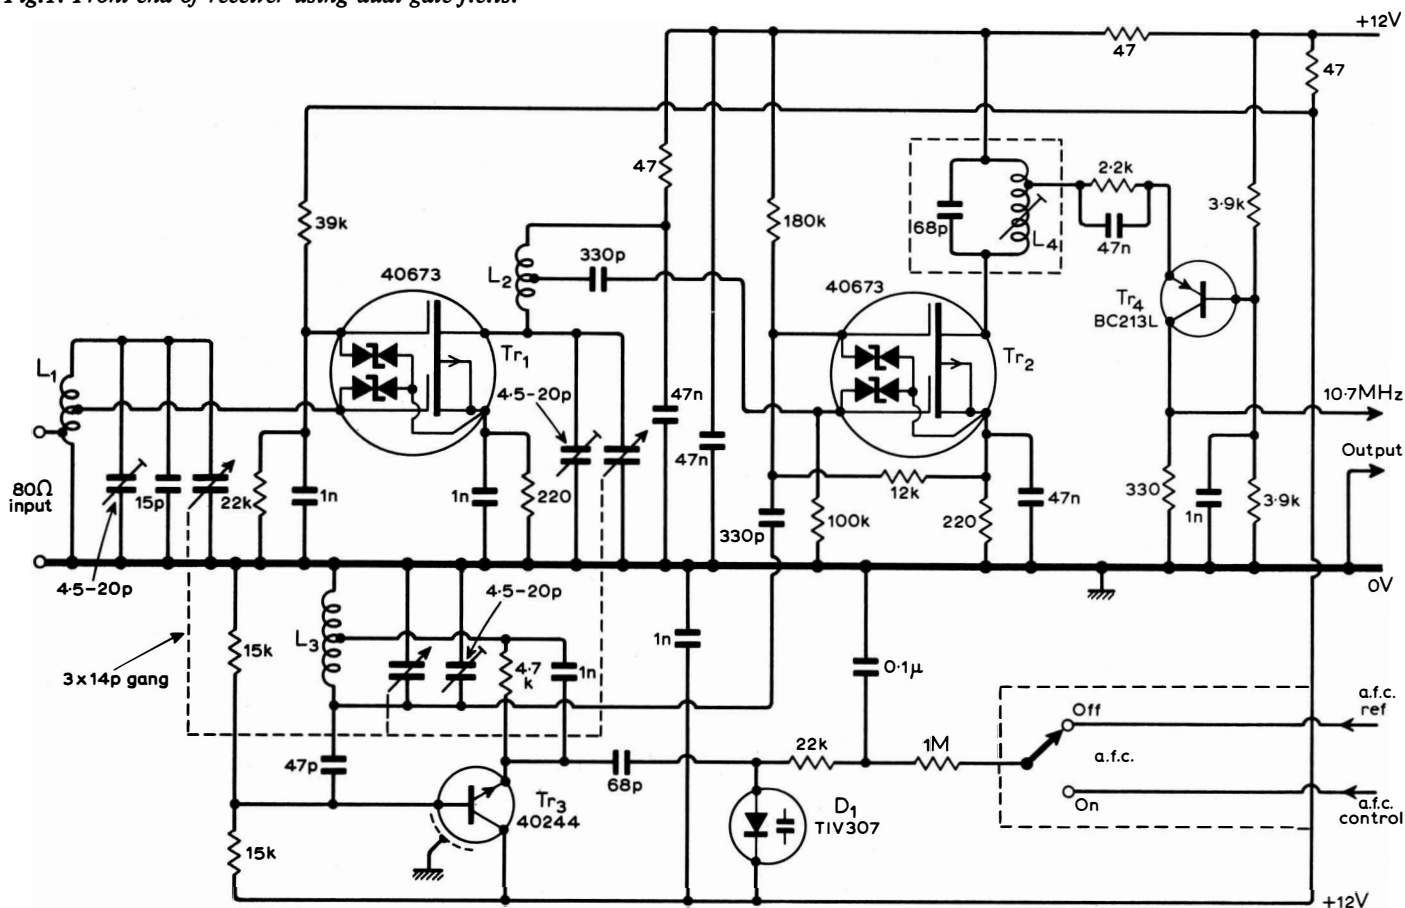 Fig.1. Front end of receiver using dual gate f.e.ts.
+12V
47
47
47
2·2k
39k
180k
68p
L4
47n
3·9k
330p
L2
40673
40673
Tr4
BC213L
L1
Tr1
Tr2
4·5-20p
47n
47n
10·7MHz
Output
80Ω
input
15p
22k
1n
1n
220
12k
47n
330
1n
3·9k
330p
100k
220
4·5-20p
0V
4·5-20p
15k
L3
4·7
k
1n
1n
0·1μ
3 x 14p gang
a.f.c.
ref
Off
a.f.c.
22k
1M
47p
68p
On
a.f.c.
control
Tr3
40244
D1
TIV307
15k
+12V